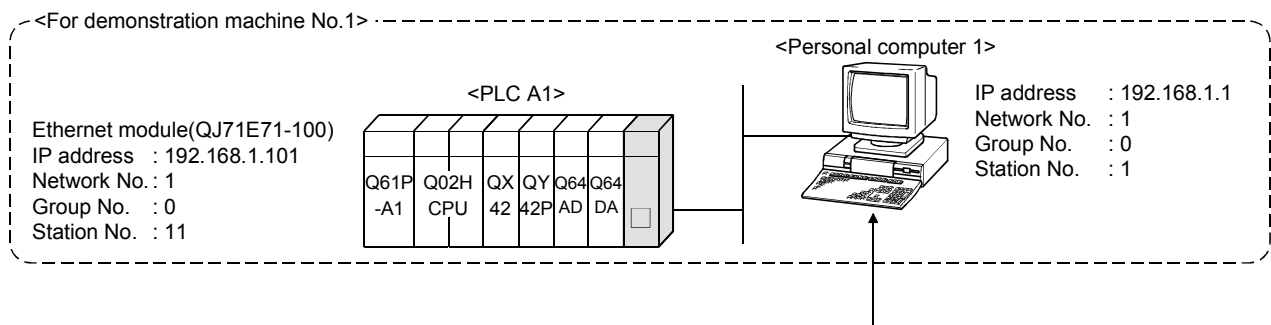 <For demonstration machine No.1>
<Personal computer 1>
<PLC A1>
Ethernet module(QJ71E71-100)
IP address : 192.168.1.101
Network No. : 1
Group No. : 0
Station No. : 11
Q61P
-A1
Q02H
CPU
QX
42
QY
42P
Q64
AD
Q64
DA
IP address : 192.168.1.1
Network No. : 1
Group No. : 0
Station No. : 1